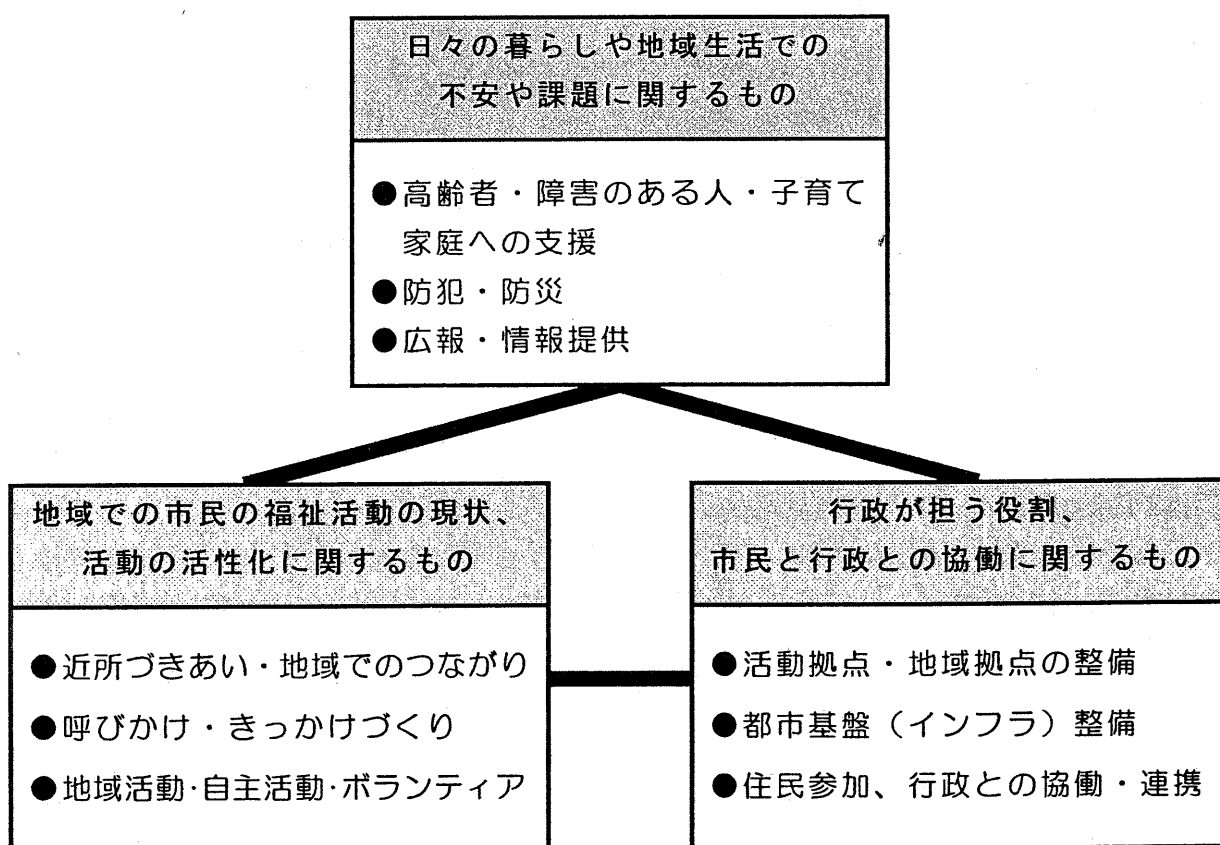 日々の暮らしや地域生活での
不安や課題に関するもの
●高齢者・障害のある人・子育て
家庭への支援
●防犯・防災
●広報・情報提供
地域での市民の福祉活動の現状、
活動の活性化に関するもの
●近所づきあい・地域でのつながり
●呼びかけ・きっかけづくり
●地域活動・自主活動・ボランティア
行政が担う役割、
市民と行政との協働に関するもの
●活動拠点・地域拠点の整備
●都市基盤（インフラ）整備
●住民参加、行政との協働・連携